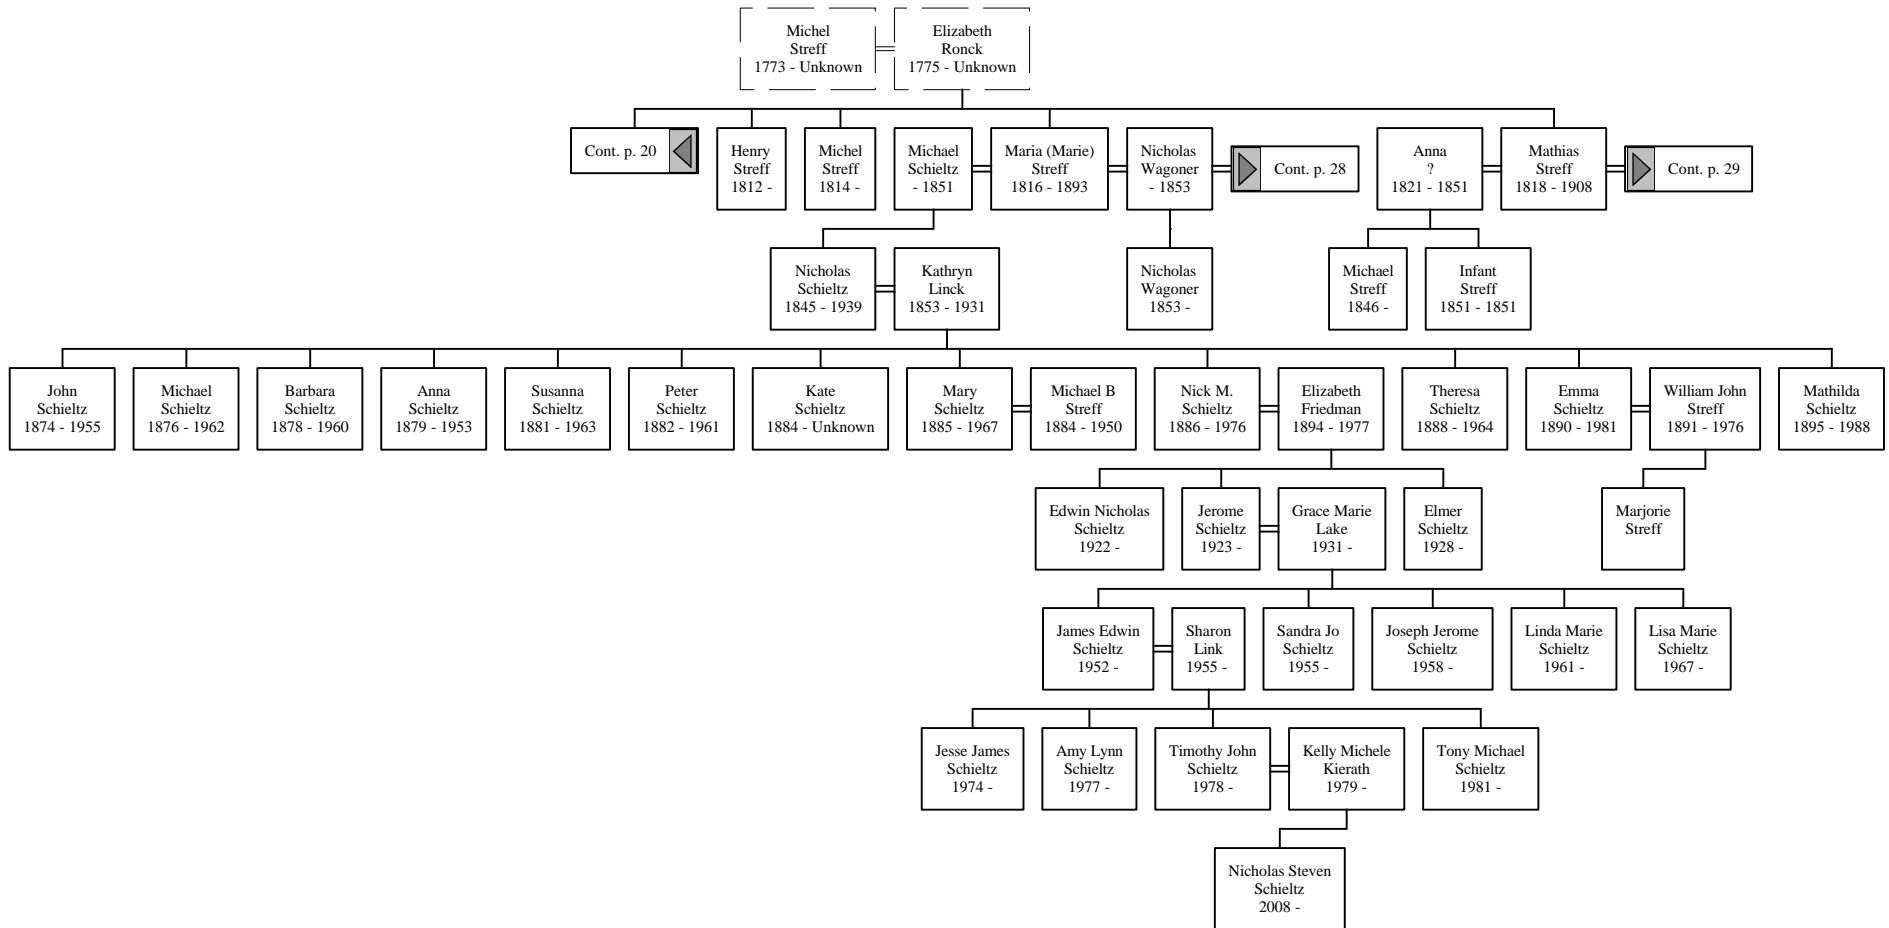 Michel
Streff
1773 - Unknown
Elizabeth
Ronck
1775 - Unknown
Cont. p. 20
Henry
Streff
1812 -
Michel
Streff
1814 -
Michael
Schieltz
- 1851
Maria (Marie)
Streff
1816 - 1893
Nicholas
Wagoner
- 1853
Cont. p. 28
Anna
?
1821 - 1851
Mathias
Streff
1818 - 1908
Cont. p. 29
Nicholas
Schieltz
1845 - 1939
Kathryn
Linck
1853 - 1931
Nicholas
Wagoner
1853 -
Michael
Streff
1846 -
Infant
Streff
1851 - 1851
John
Schieltz
1874 - 1955
Michael
Schieltz
1876 - 1962
Barbara
Schieltz
1878 - 1960
Anna
Schieltz
1879 - 1953
Susanna
Schieltz
1881 - 1963
Peter
Schieltz
1882 - 1961
Kate
Schieltz
1884 - Unknown
Mary
Schieltz
1885 - 1967
Michael B
Streff
1884 - 1950
Nick M.
Schieltz
1886 - 1976
Elizabeth
Friedman
1894 - 1977
Theresa
Schieltz
1888 - 1964
Emma
Schieltz
1890 - 1981
William John
Streff
1891 - 1976
Mathilda
Schieltz
1895 - 1988
Edwin Nicholas
Schieltz
1922 -
Jerome
Schieltz
1923 -
Grace Marie
Lake
1931 -
Elmer
Schieltz
1928 -
Marjorie
Streff
James Edwin
Schieltz
1952 -
Sharon
Link
1955 -
Sandra Jo
Schieltz
1955 -
Joseph Jerome
Schieltz
1958 -
Linda Marie
Schieltz
1961 -
Lisa Marie
Schieltz
1967 -
Jesse James
Schieltz
1974 -
Amy Lynn
Schieltz
1977 -
Timothy John
Schieltz
1978 -
Kelly Michele
Kierath
1979 -
Tony Michael
Schieltz
1981 -
Nicholas Steven
Schieltz
2008 -